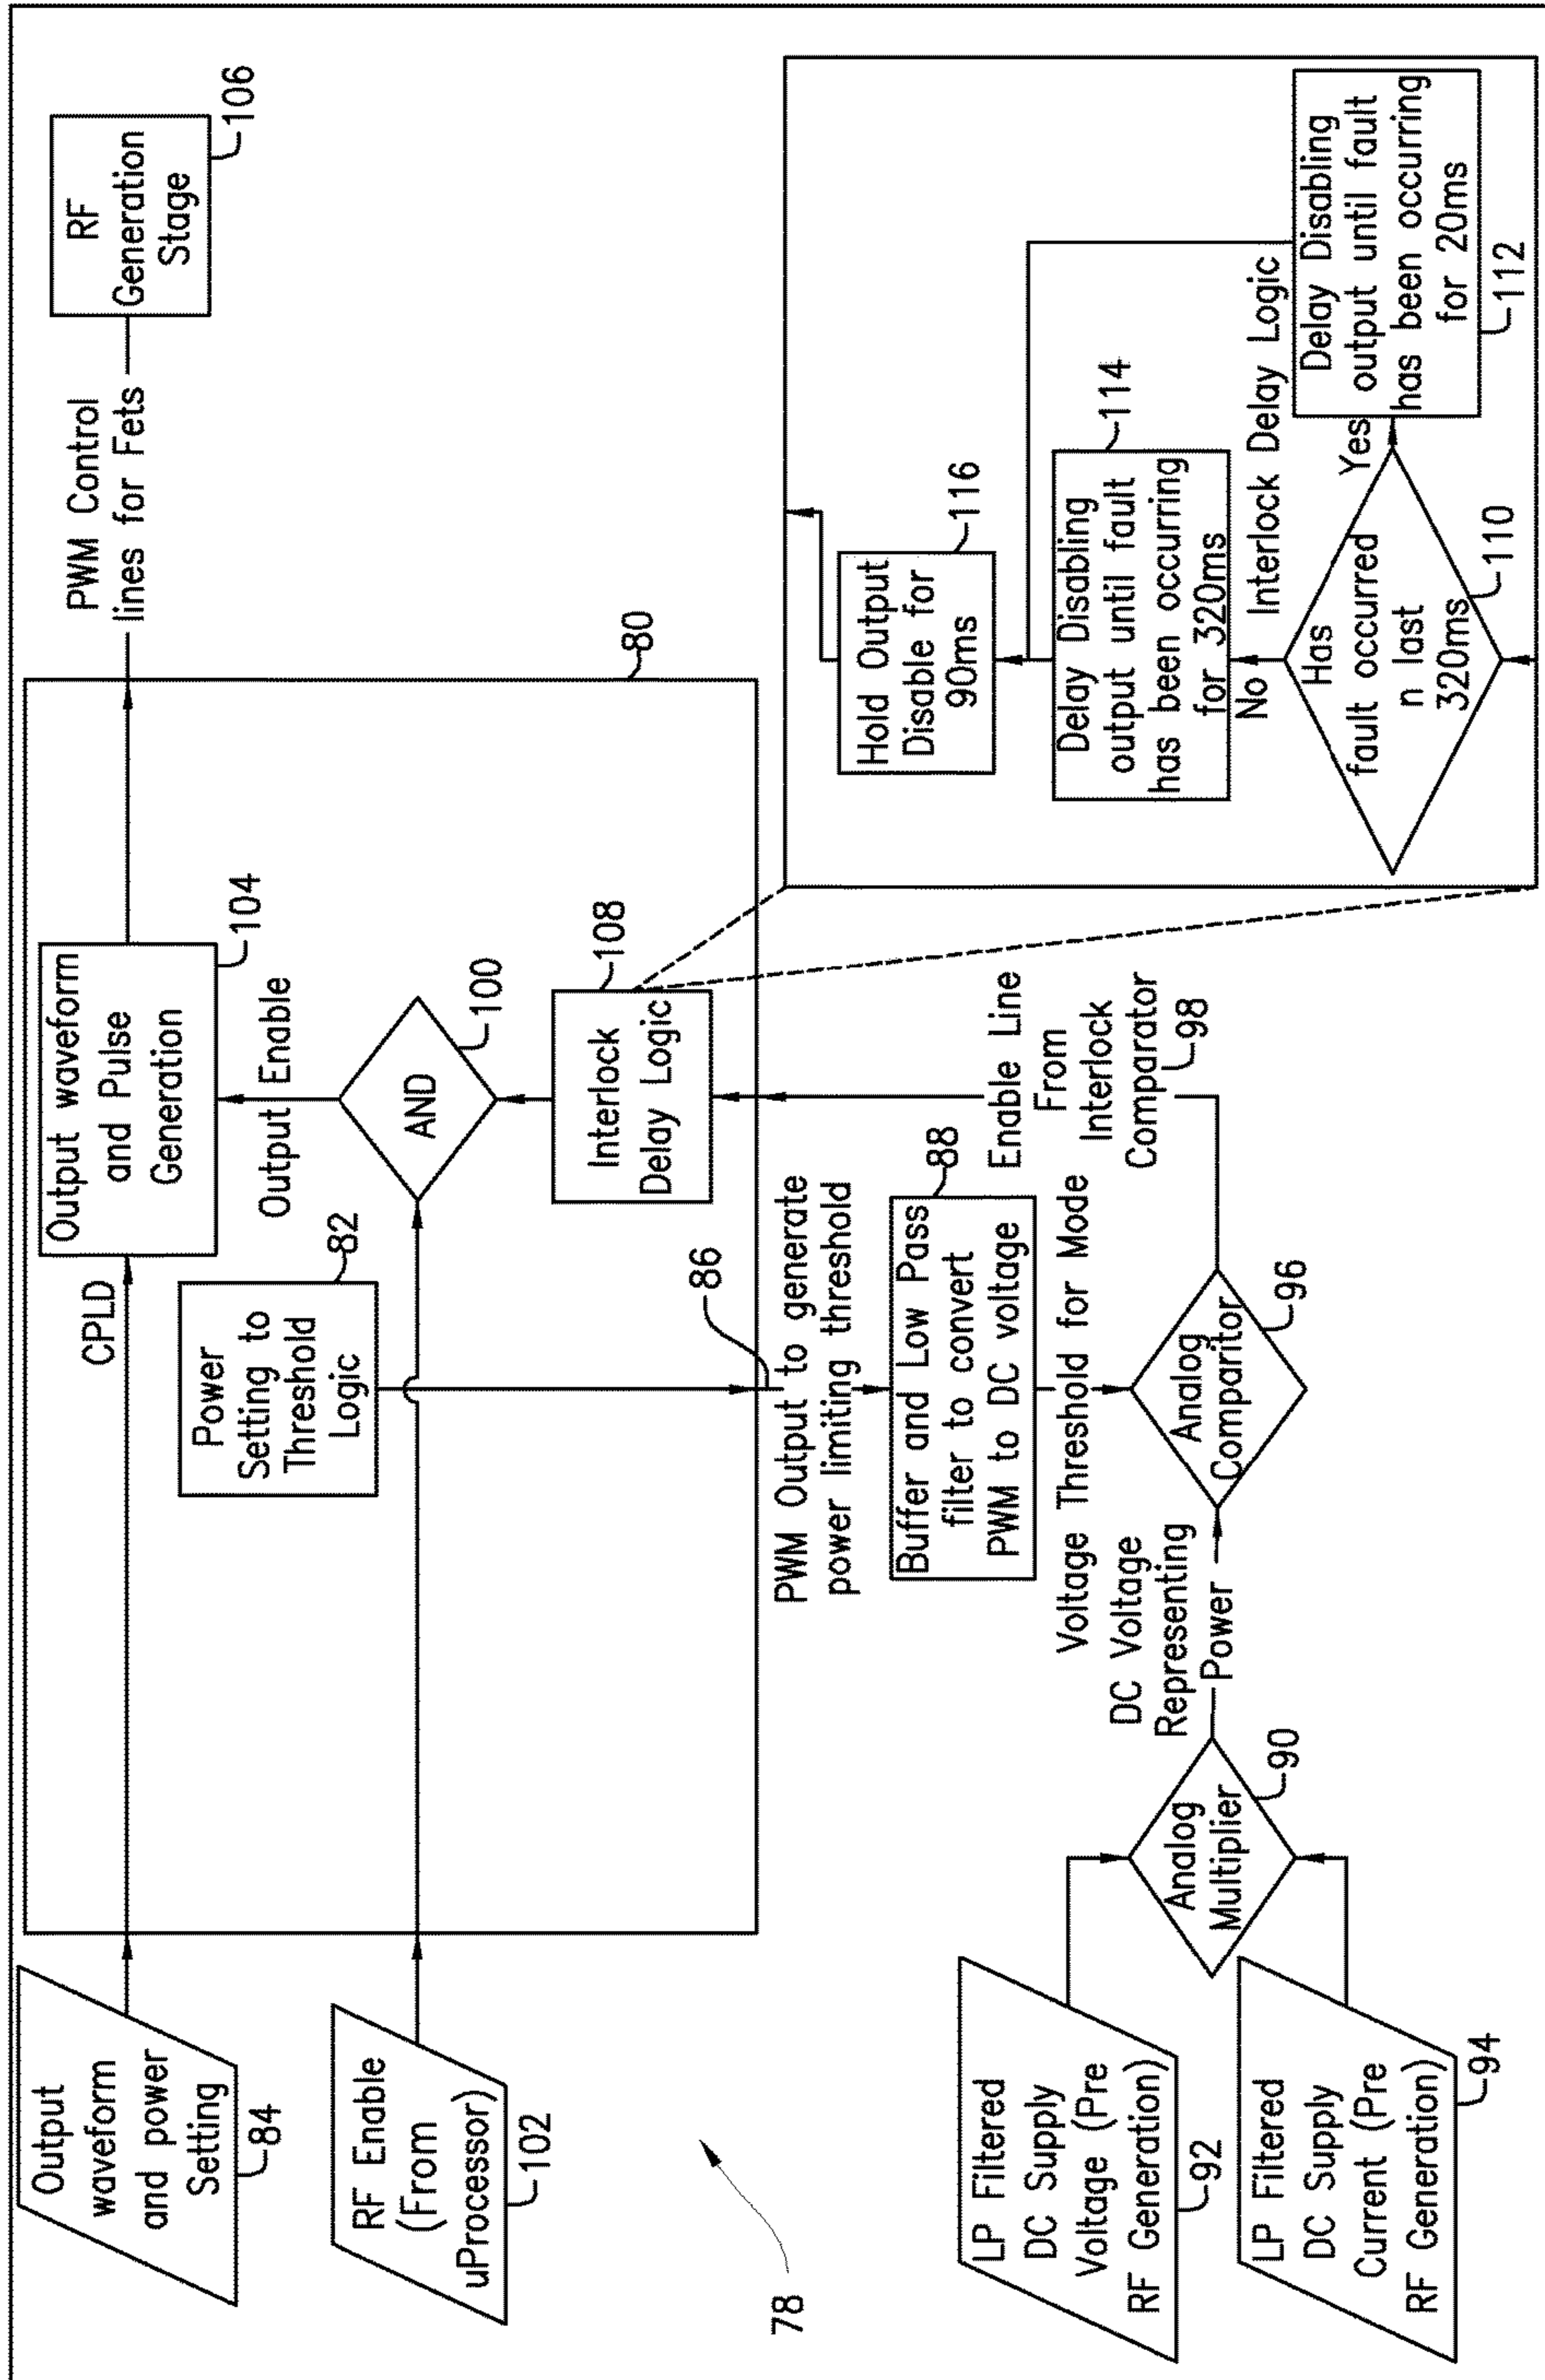 Output
waveform
and power
Setting
84
RF Enable
(From
uProcessor)
102
78
CPLD
Output waveform
and Pulse
Generation
104
Output Enable
Power
Setting to
Threshold
Logic
82
AND
100
Interlock
Delay Logic
108
80
PWM Control
lines for Fets
RF
Generation
Stage
106
86
PWM Output to generate
power limiting threshold
Buffer and Low Pass
filter to convert
PWM to DC voltage
88
Voltage Threshold for Mode
DC Voltage
Representing
Power
Analog
Comparitor
96
Enable Line
From
Interlock
Comparator
98
LP Filtered
DC Supply
Voltage (Pre
RF Generation)
92
LP Filtered
DC Supply
Current (Pre
RF Generation)
94
Analog
Multiplier
90
Hold Output
Disable for
90ms
116
Delay Disabling
output until fault
has been occurring
for 320ms
114
No
Interlock Delay Logic
Has
fault occurred
n last
320ms
110
Yes
Delay Disabling
output until fault
has been occurring
for 20ms
112